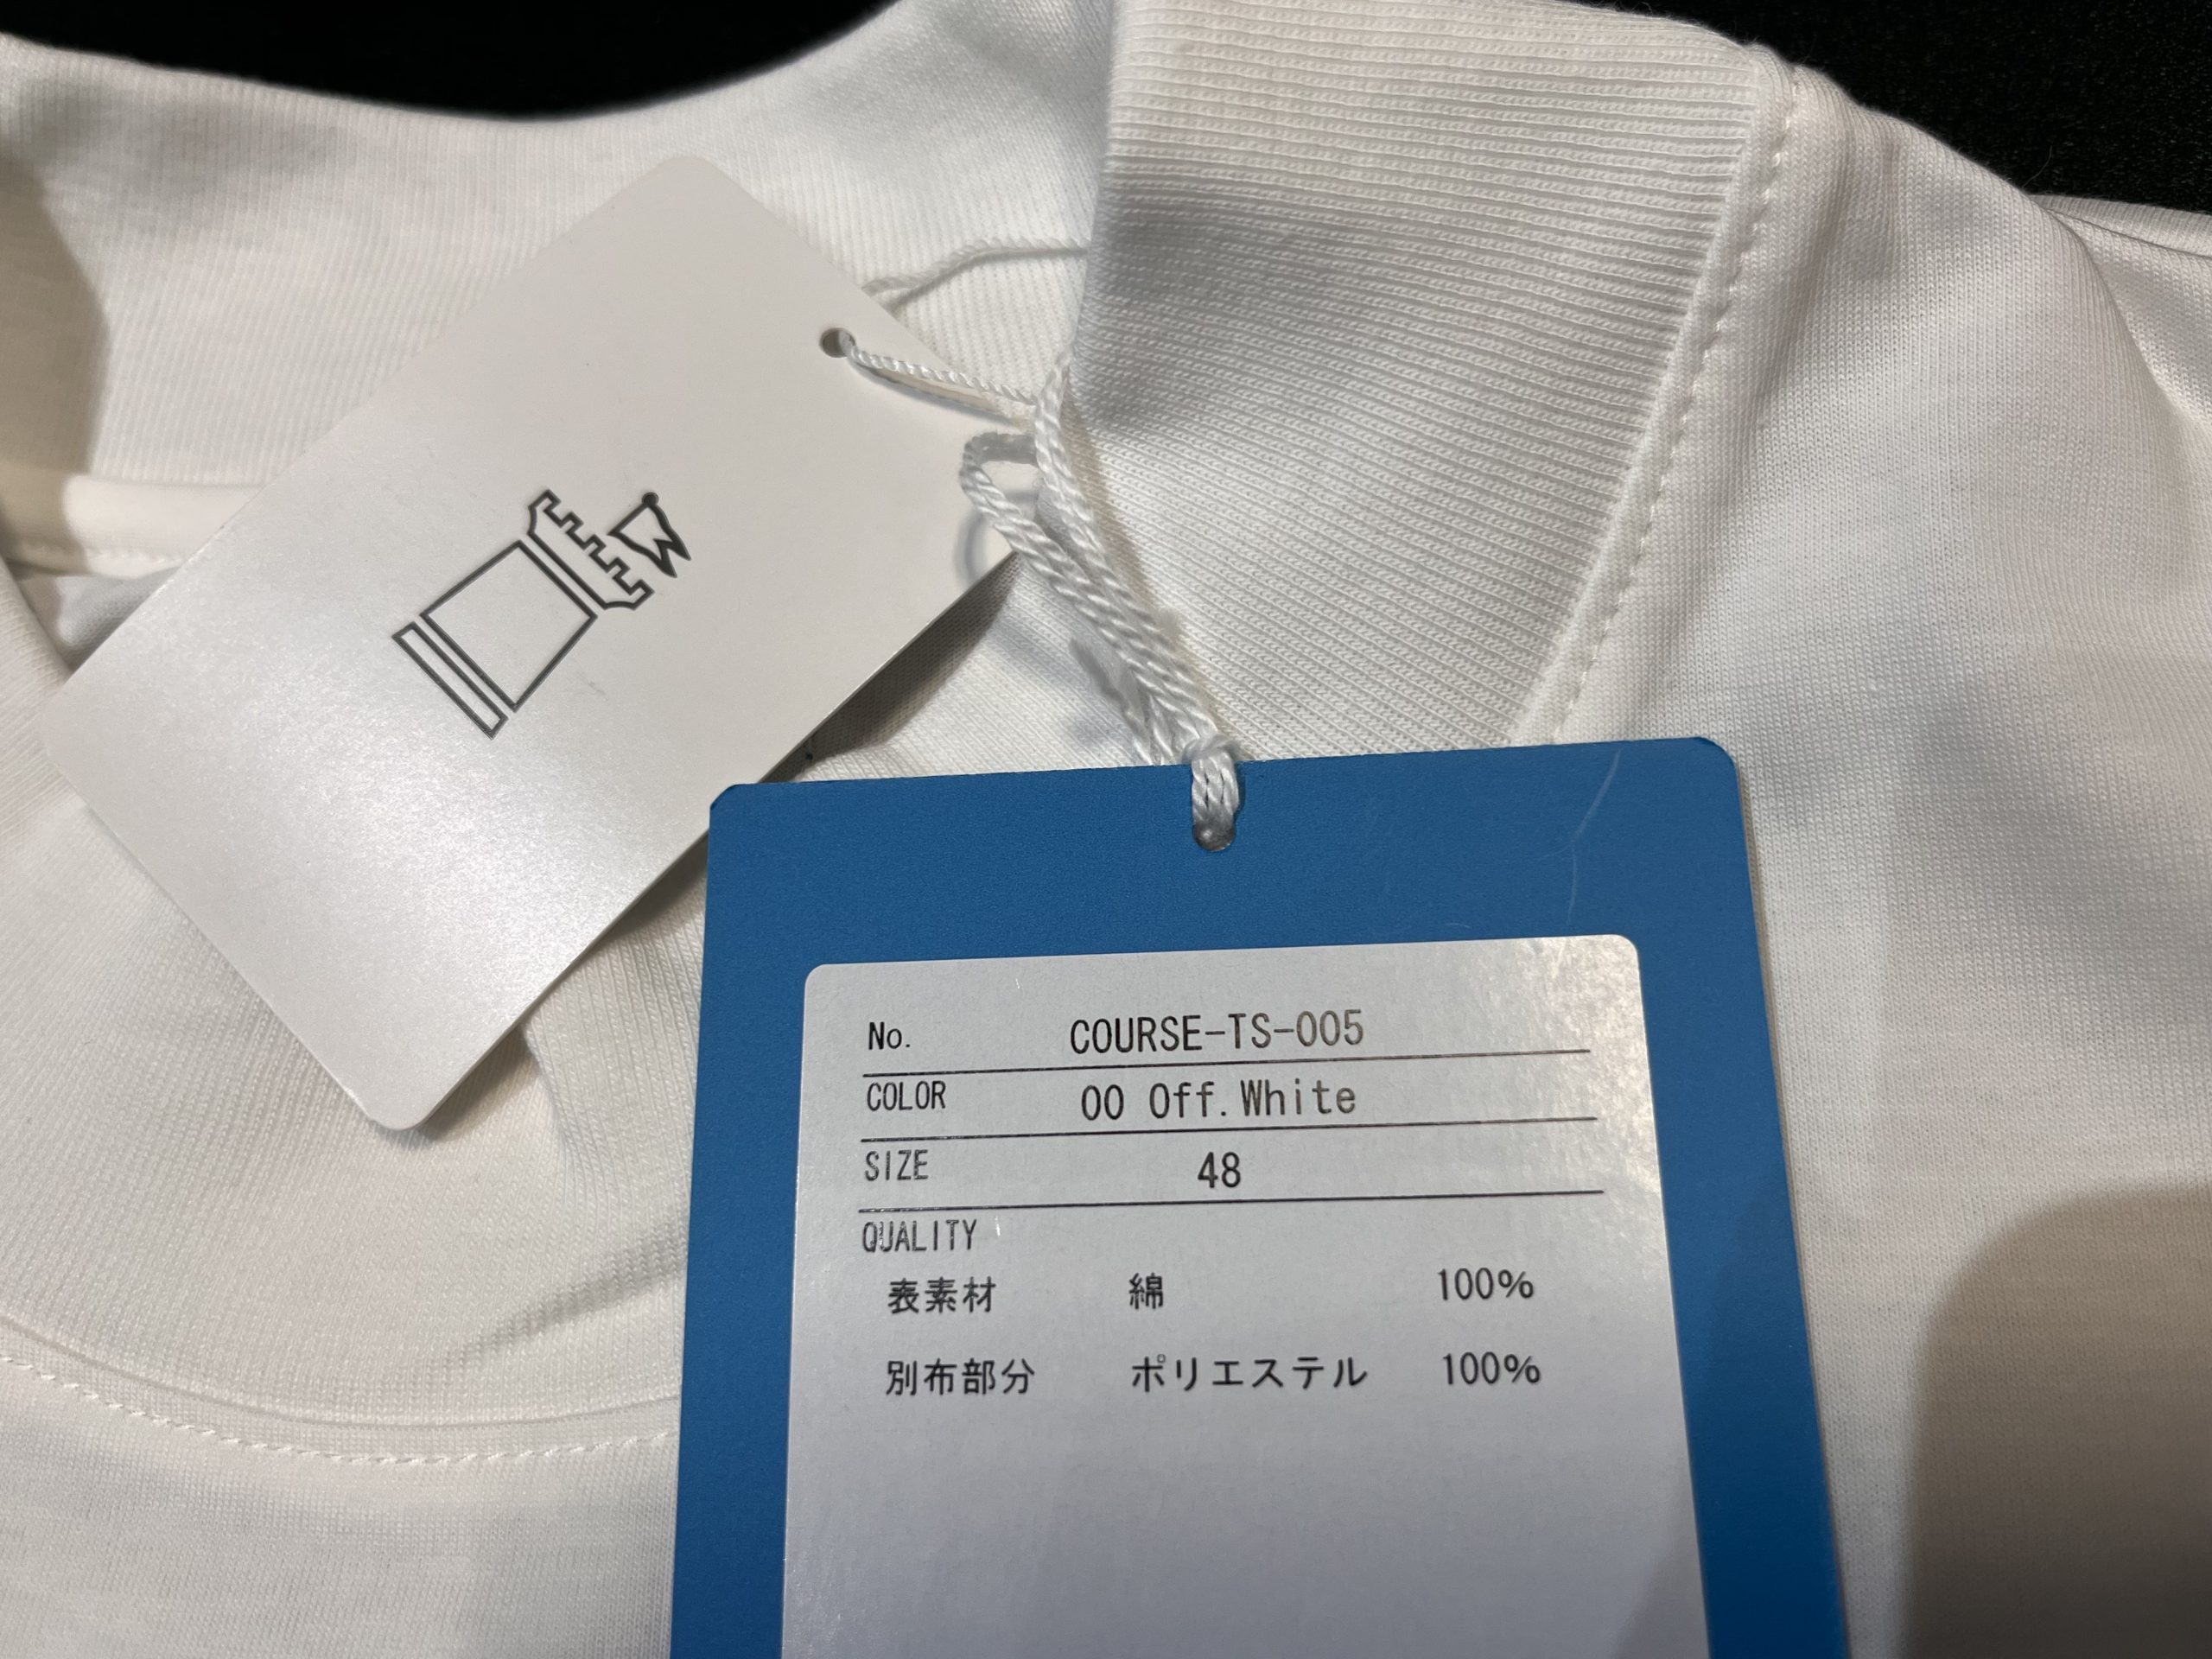 No. COURSE-TS-005
COLOR 00 Off.White
SIZE 48
QUALITY
表素材 綿 100%
別布部分 ポリエステル 100%